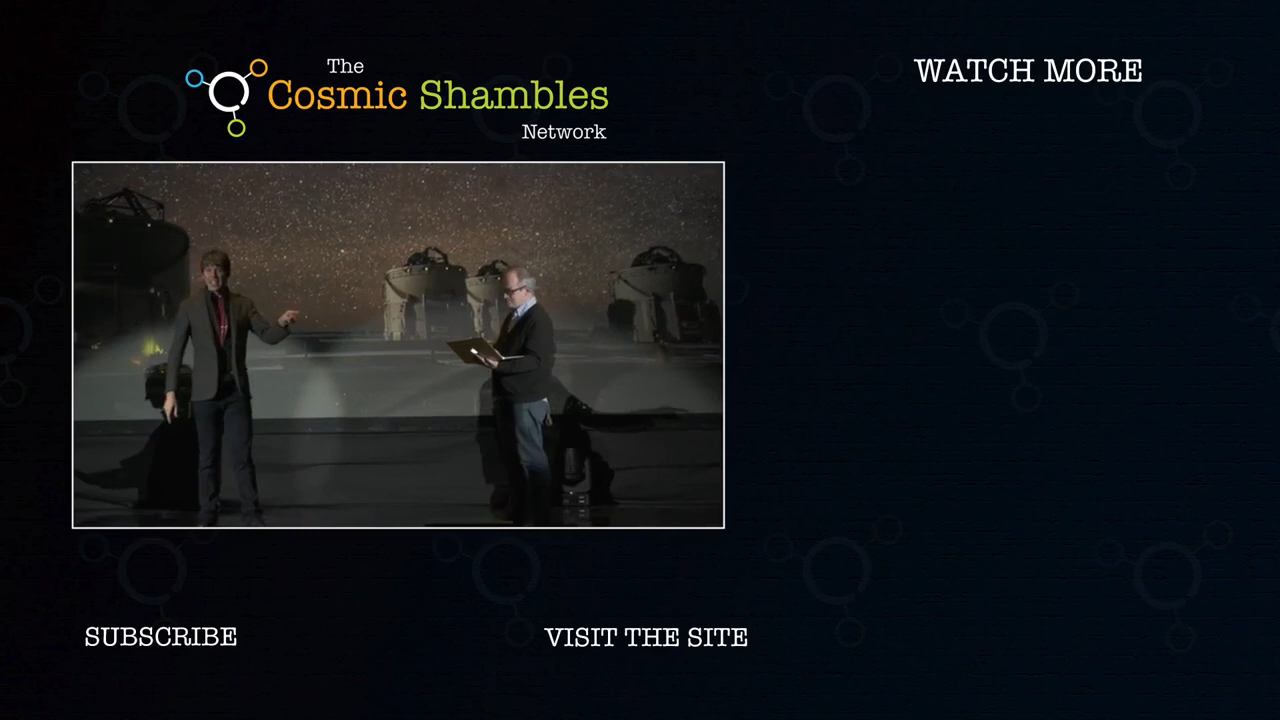 The
Cosmic Shambles
Network
WATCH MORE
SUBSCRIBE
VISIT THE SITE